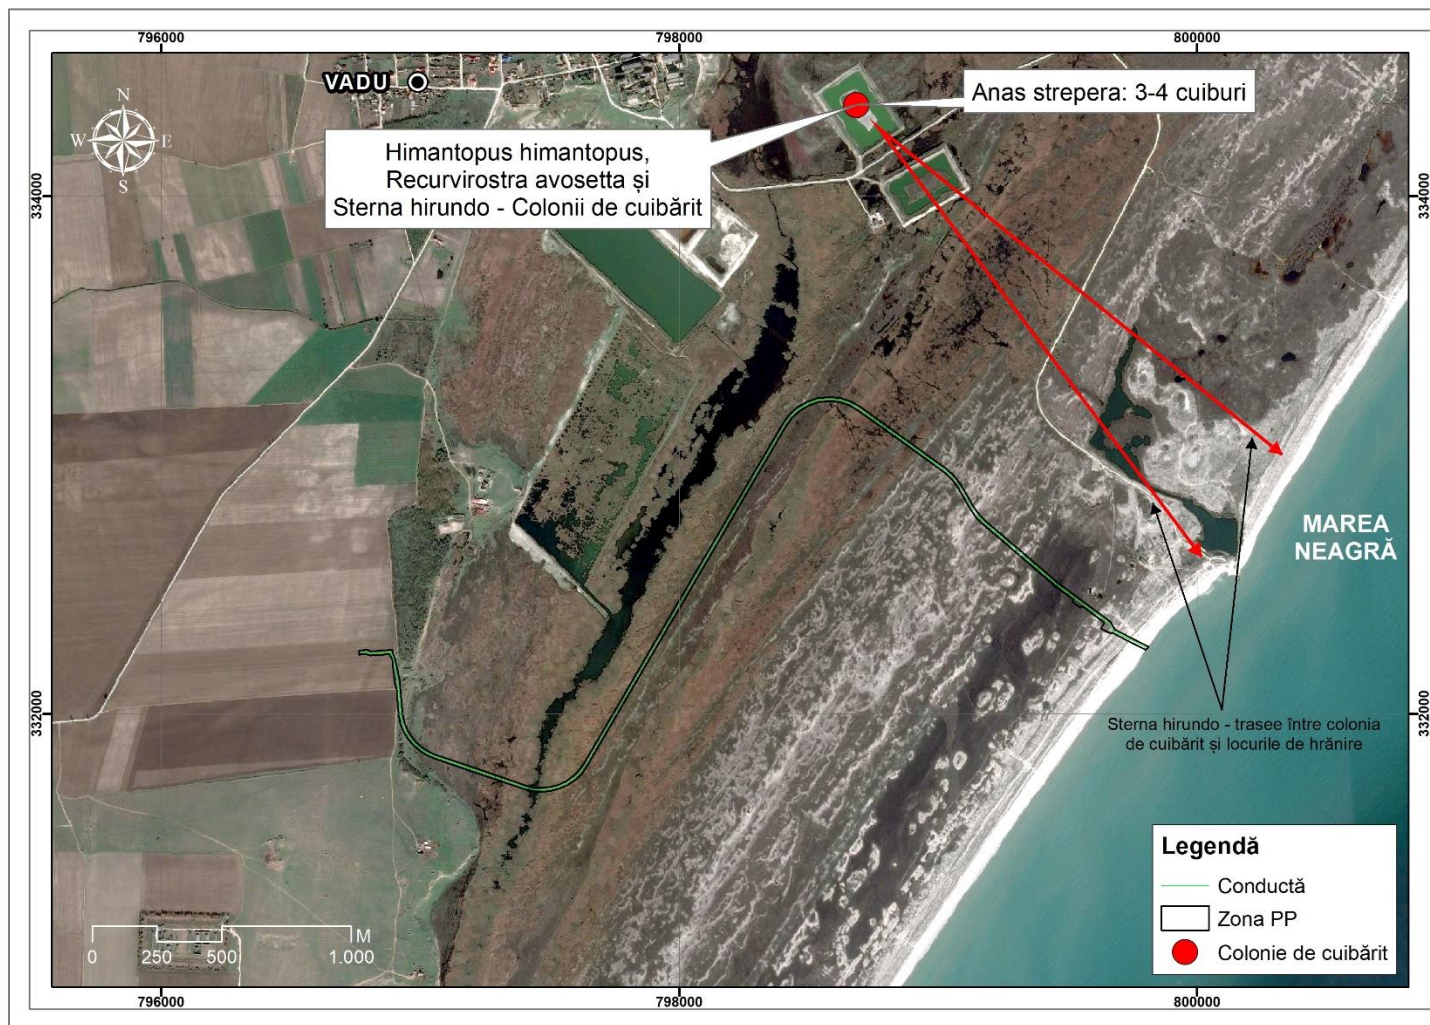 796000
798000
800000
VADU
Anas strepera: 3-4 cuiburi
N
W
E
S
Himantopus himantopus,
Recurvirostra avosetta și
Sterna hirundo - Colonii de cuibărit
334000
334000
MAREA
NEAGRĂ
332000
332000
Sterna hirundo - trasee între colonia
de cuibărit și locurile de hrănire
Legendă
Conductă
Zona PP
Colonie de cuibărit
M
0
250
500
1.000
796000
798000
800000